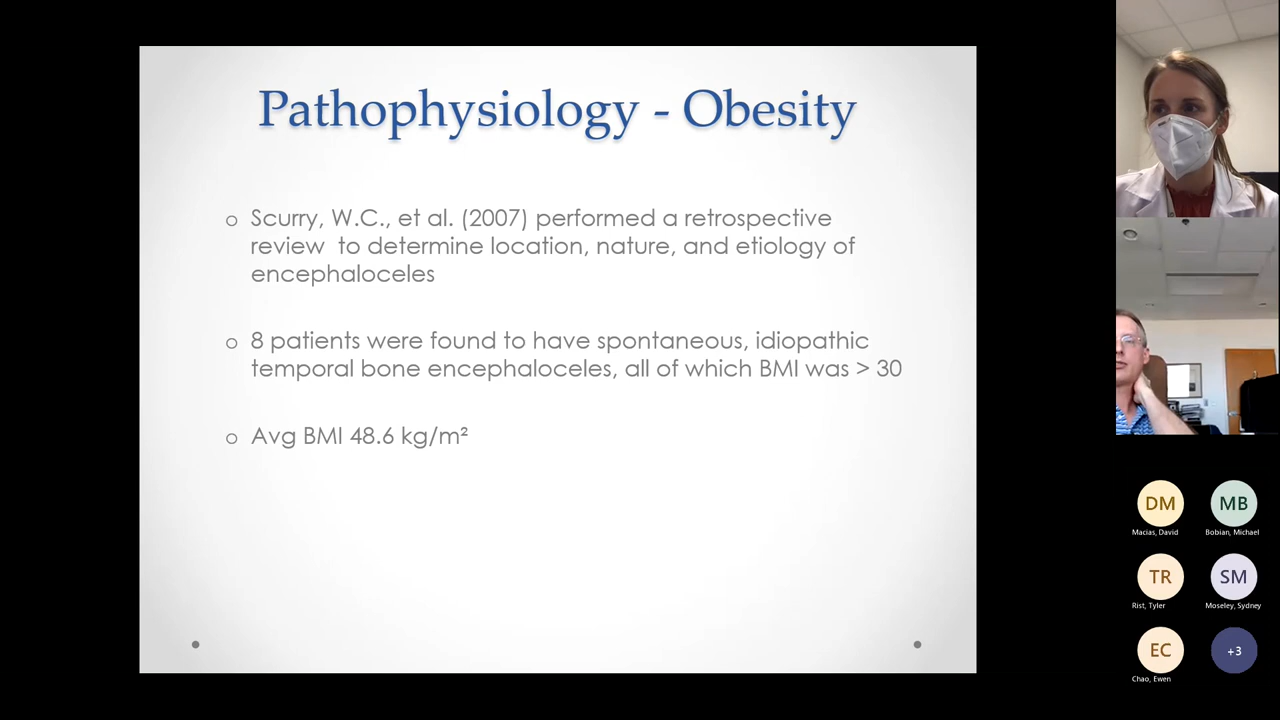 Pathophysiology - Obesity
o Scurry, W.C., et al. (2007) performed a retrospective
review  to determine location, nature, and etiology of
encephaloceles
o 8 patients were found to have spontaneous, idiopathic
temporal bone encephaloceles, all of which BMI was > 30
o Avg BMI 48.6 kg/m²
DM
MB
Macias, David
Bobian, Michael
TR
SM
Rist, Tyler
Moseley, Sydney
EC
+3
Chao, Ewen